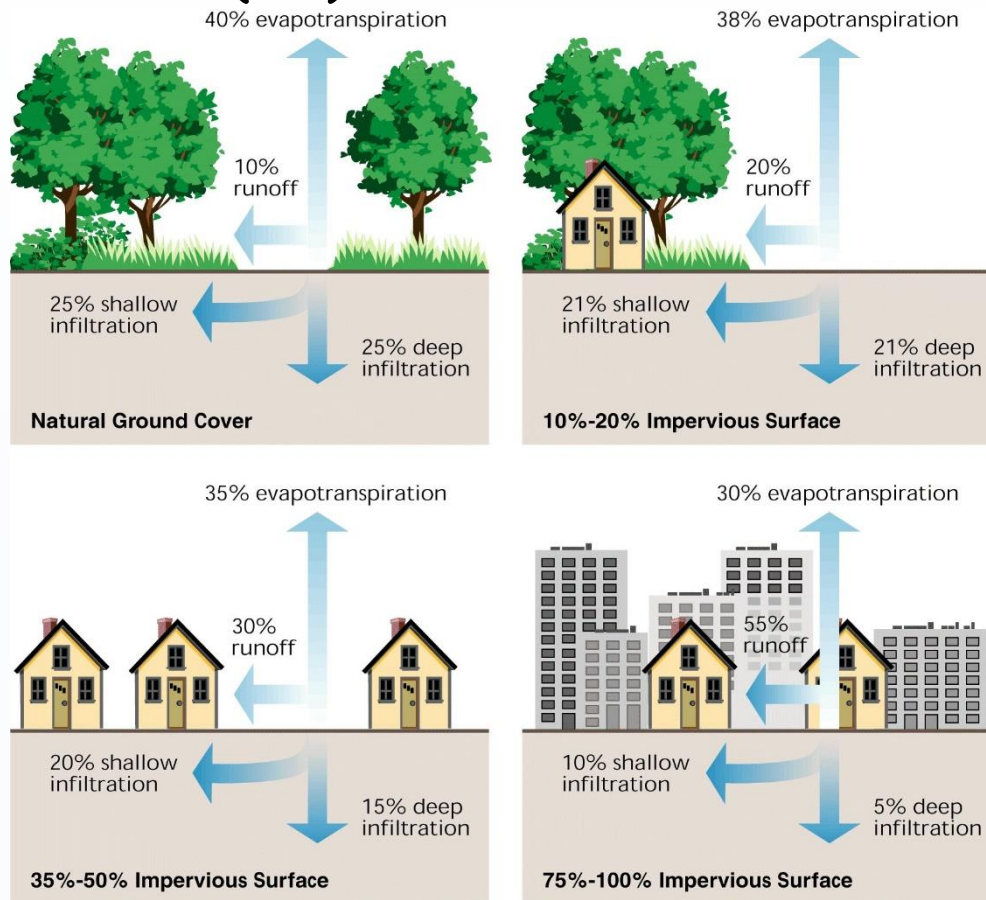 40% evapotranspiration
10%
runoff
25% shallow
infiltration
25% deep
infiltration
Natural Ground Cover
38% evapotranspiration
20%
runoff
21% shallow
infiltration
21% deep
infiltration
10%-20% Impervious Surface
35% evapotranspiration
30%
runoff
20% shallow
infiltration
15% deep
infiltration
35%-50% Impervious Surface
30% evapotranspiration
55%
runoff
10% shallow
infiltration
5% deep
infiltration
75%-100% Impervious Surface